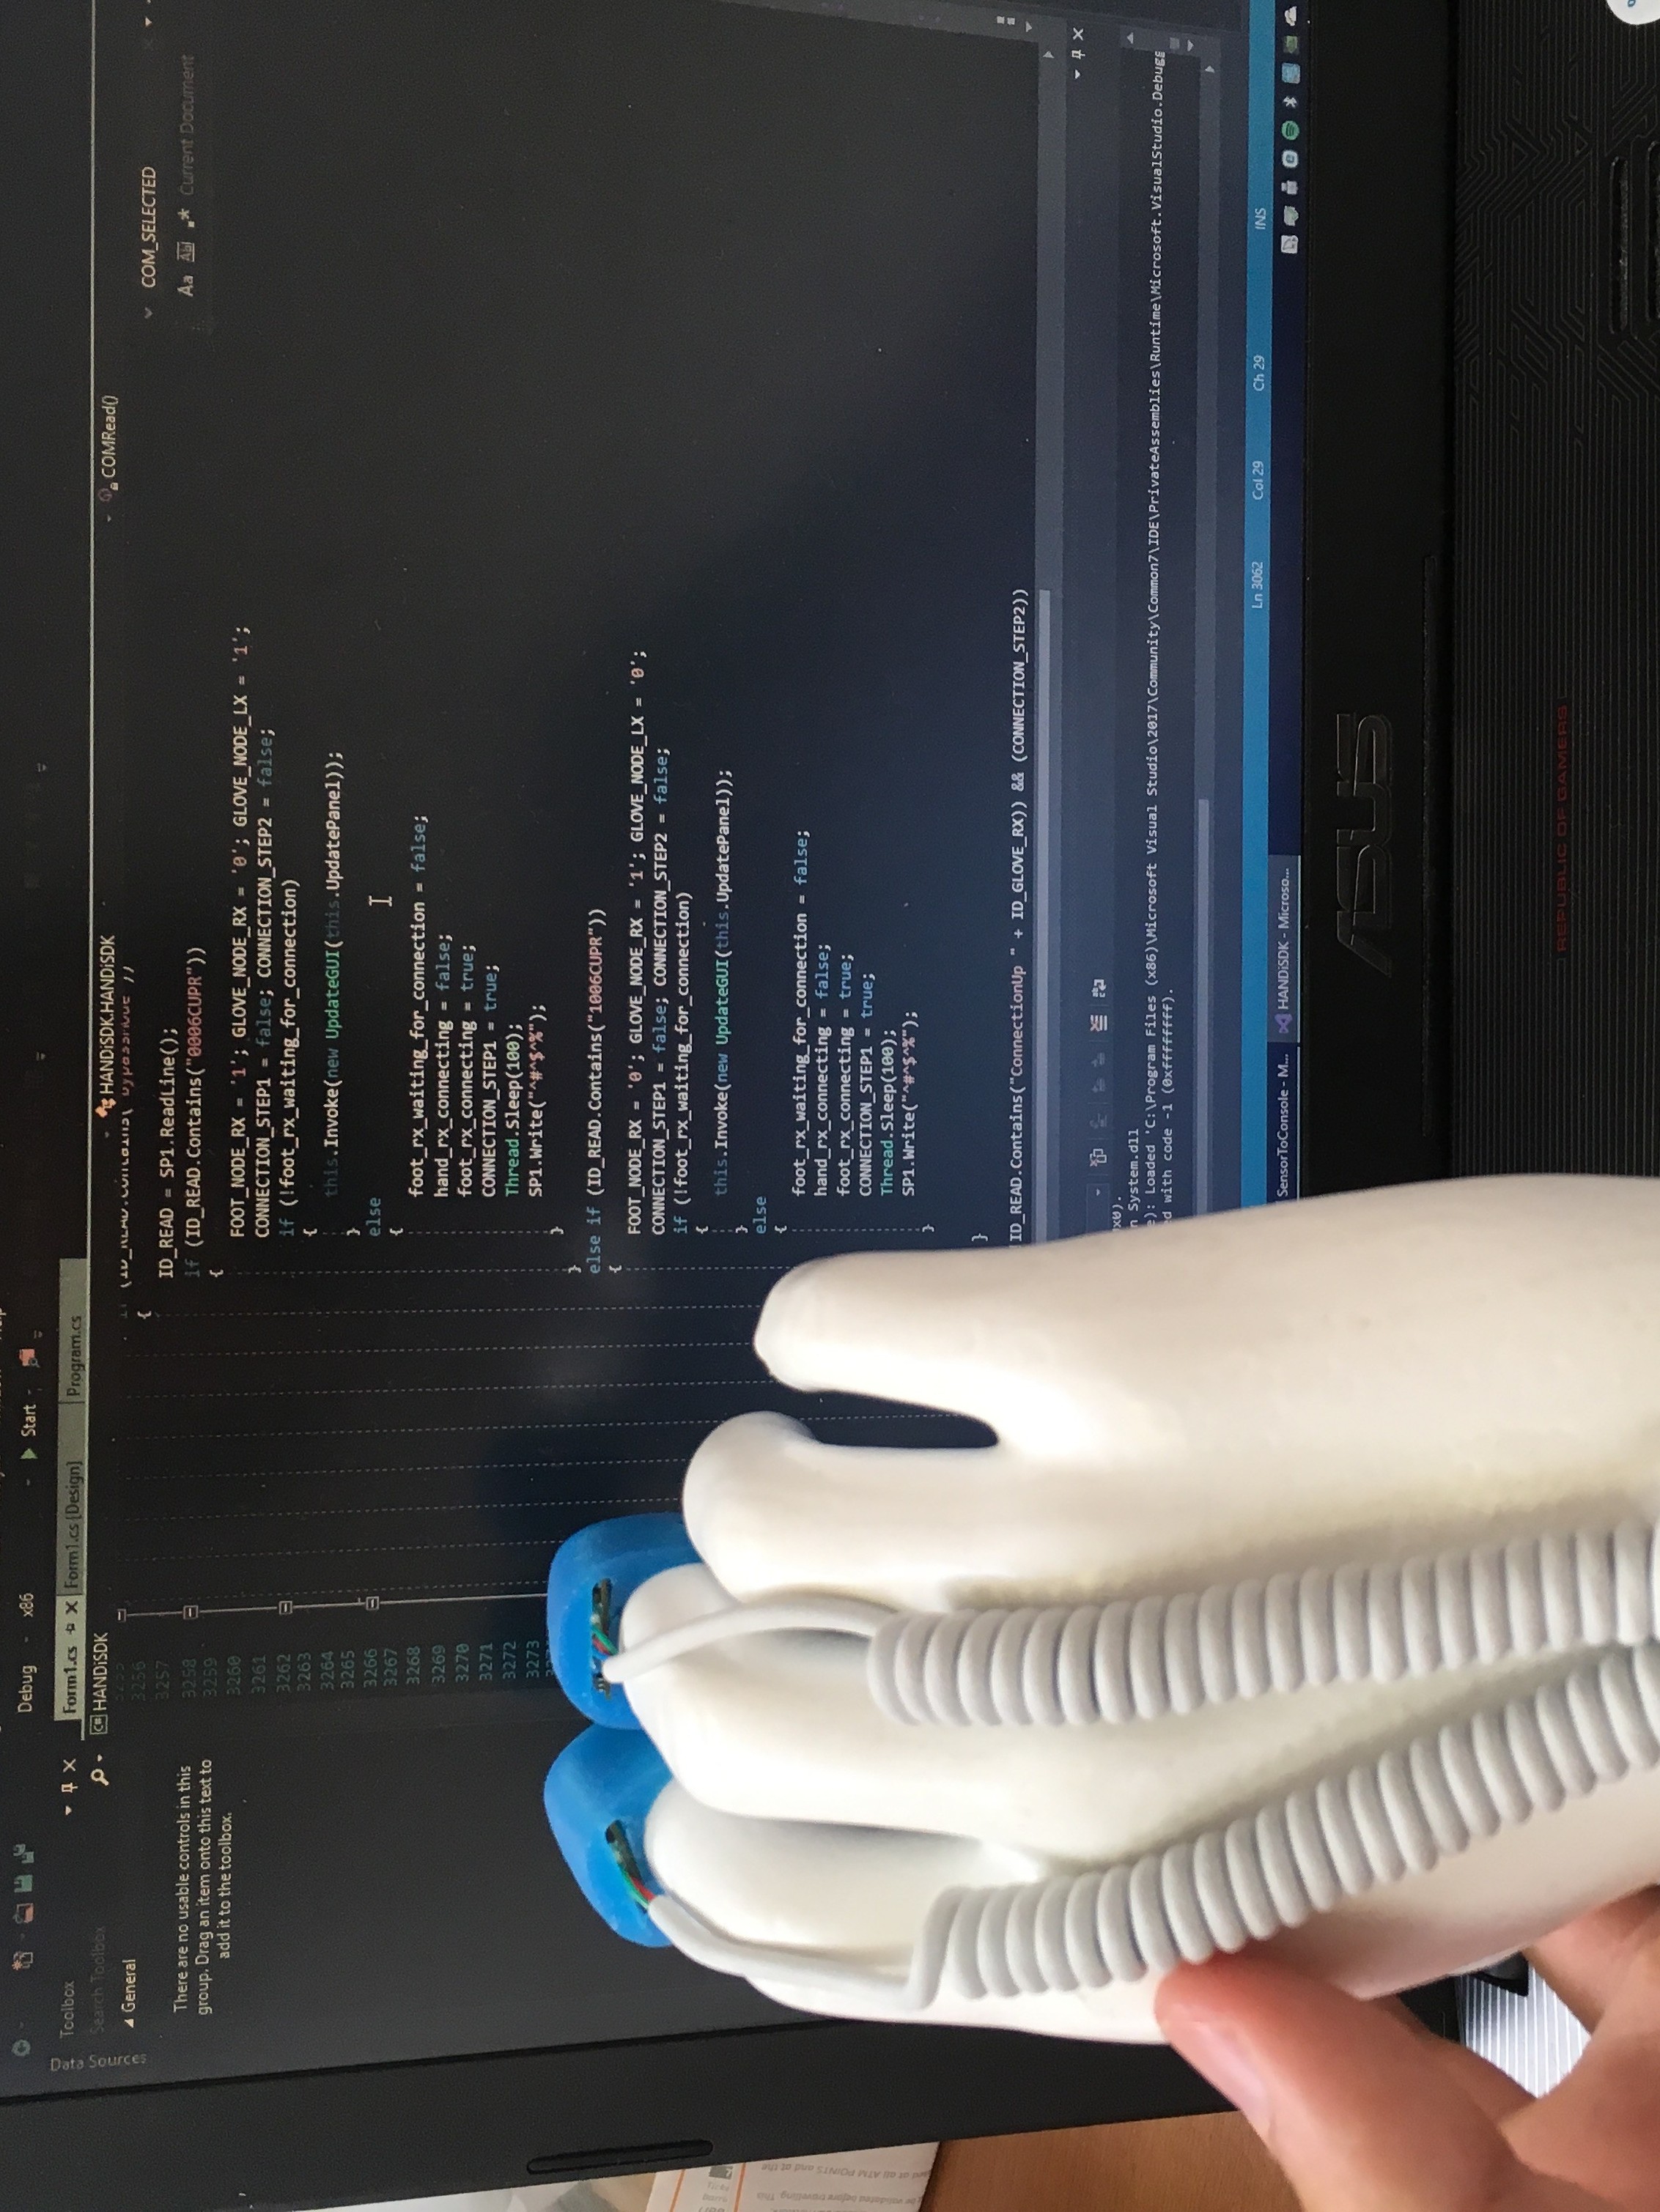 Debug
x86
Start
Form1.cs
Form1.cs [Design]
Program.cs
HANDiSDK
HANDiSDK.HANDiSDK
COMRead()
COM_SELECTED
Aa
Current Document
Toolbox
Search Toolbox
General
There are no usable controls in this
group. Drag an item onto this text to
add it to the toolbox.
Data Sources
3256
3257
3258
3259
3260
3261
3262
3263
3264
3265
3266
3267
3268
3269
3270
3271
3272
3273
{
ID_READ = SP1.ReadLine();
if (ID_READ.Contains("0006CUPR"))
{
FOOT_NODE_RX = '1'; GLOVE_NODE_RX = '0'; GLOVE_NODE_LX = '1';
CONNECTION_STEP1 = false; CONNECTION_STEP2 = false;
if (!foot_rx_waiting_for_connection)
{
this.Invoke(new UpdateGUI(this.UpdatePanel));
}
else
{
foot_rx_waiting_for_connection = false;
hand_rx_connecting = false;
foot_rx_connecting = true;
CONNECTION_STEP1 = true;
Thread.Sleep(100);
SP1.Write("^#^$^%");
}
}
else if (ID_READ.Contains("1006CUPR"))
{
FOOT_NODE_RX = '0'; GLOVE_NODE_RX = '1'; GLOVE_NODE_LX = '0';
CONNECTION_STEP1 = false; CONNECTION_STEP2 = false;
if (!foot_rx_waiting_for_connection)
{
this.Invoke(new UpdateGUI(this.UpdatePanel));
}
else
{
foot_rx_waiting_for_connection = false;
hand_rx_connecting = false;
foot_rx_connecting = true;
CONNECTION_STEP1 = true;
Thread.Sleep(100);
SP1.Write("^#^$^%");
}
}
ID_READ.Contains("ConnectionUp " + ID_GLOVE_RX)) && (CONNECTION_STEP2))
System.dll
): Loaded 'C:\Program Files (x86)\Microsoft Visual Studio\2017\Community\Common7\IDE\PrivateAssemblies\Runtime\Microsoft.VisualStudio.Debugg
d with code -1 (0xffffffff).
Ln 3062
Col 29
Ch 29
INS
SensorToConsole - M...
HANDiSDK - Microso...
ASUS
REPUBLIC OF GAMERS